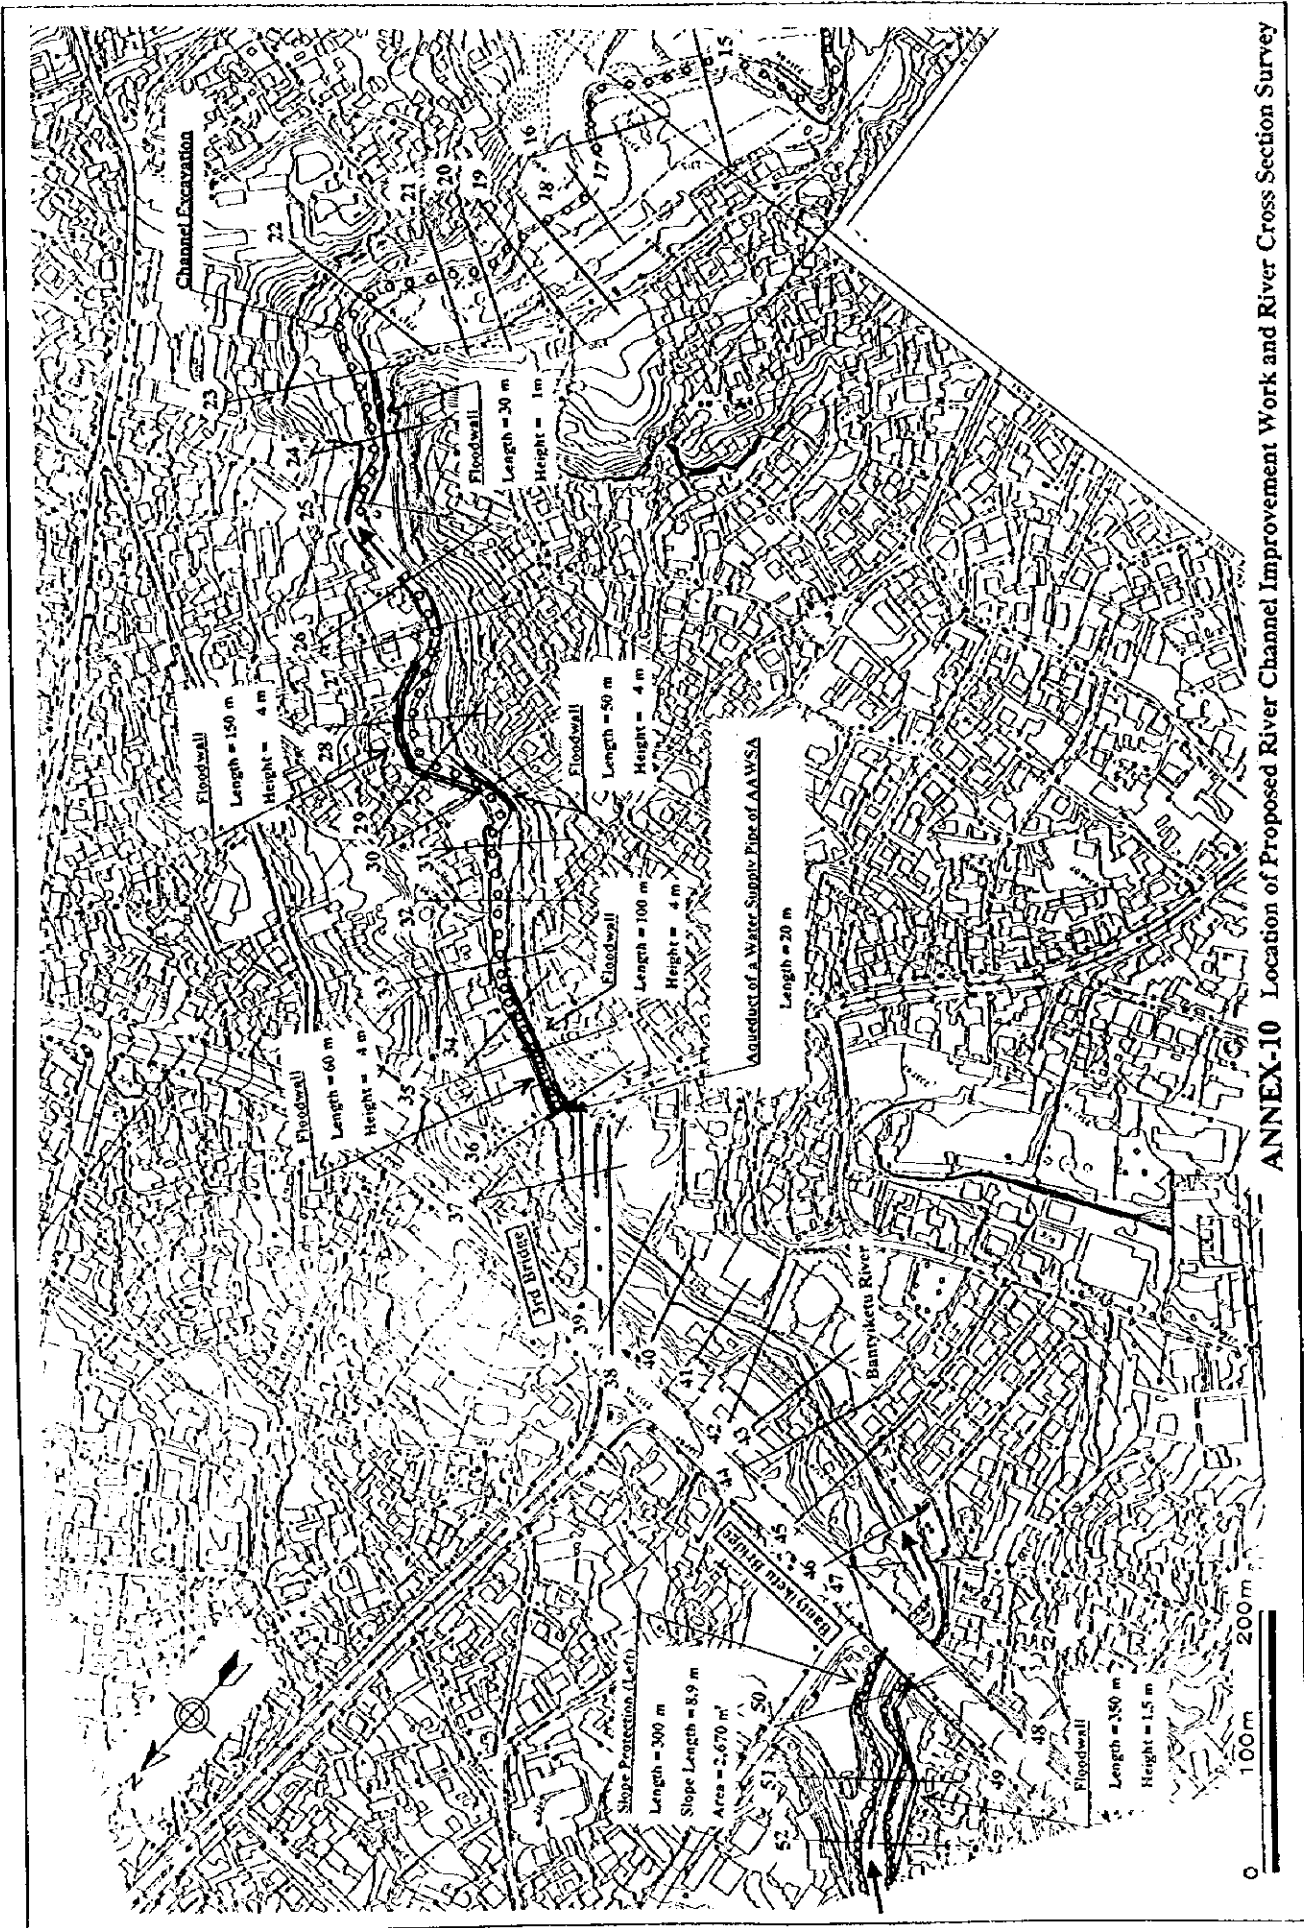 Channel Excavation
22
21
20
19
16
18
17
15
23
24
25
26
27
28
29
30
31
32
33
34
35
36
37
Floodwall
Length = 30 m
Height = 1m
Floodwall
Length = 150 m
Height = 4 m
Floodwall
Length = 50 m
Height = 4 m
Floodwall
Length = 100 m
Height = 4 m
Floodwall
Length = 60 m
Height = 4 m
Aqueduct of a Water Supply Pipe of AAWSA
Length = 20 m
3rd Bridge
39
38
40
41
42
43
44
45
46
47
Bantyiketu River
Bantyiketu Bridge
Slope Protection (Left)
Length = 300 m
Slope Length = 8.9 m
Area = 2,670 m²
50
51
52
48
49
Floodwall
Length = 350 m
Height = 1.5 m
N
0 100m 200m
ANNEX-10 Location of Proposed River Channel Improvement Work and River Cross Section Survey